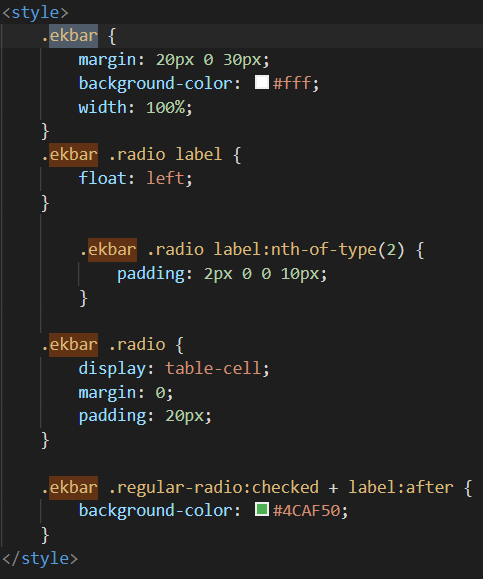 <style>
.ekbar {
margin: 20px 0 30px;
background-color: #fff;
width: 100%;
}
.ekbar .radio label {
float: left;
}
.ekbar .radio label:nth-of-type(2) {
padding: 2px 0 0 10px;
}
.ekbar .radio {
display: table-cell;
margin: 0;
padding: 20px;
}
.ekbar .regular-radio:checked + label:after {
background-color: #4CAF50;
}
</style>